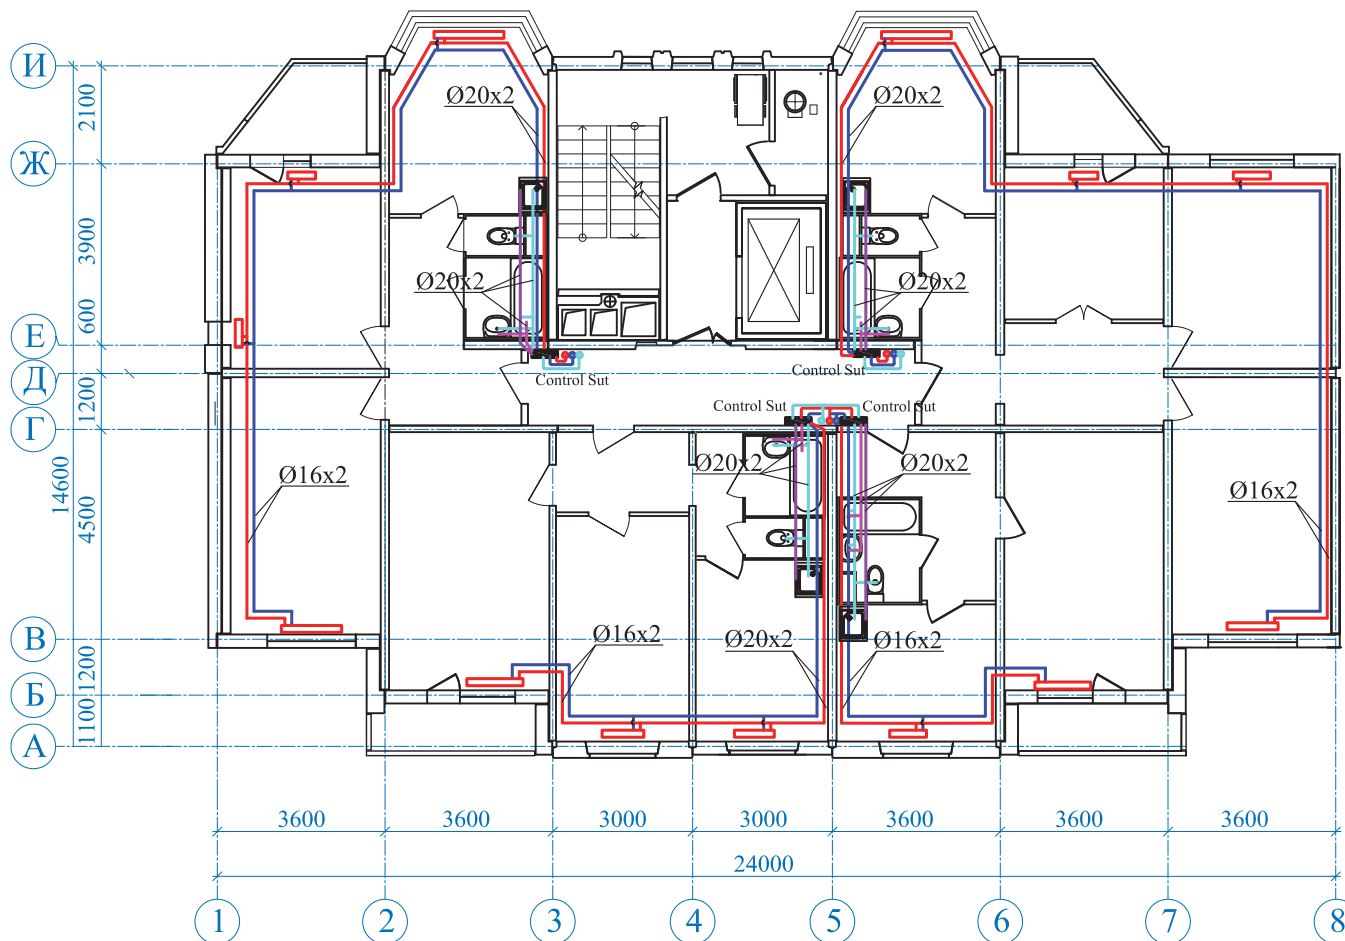 И
Ø20x2
Ø20x2
2100
Ж
3900
Ø20x2
Ø20x2
600
Е
Control Sut
Control Sut
Д
1200
Control Sut
Control Sut
Г
14600
Ø16x2
Ø20x2
Ø20x2
Ø16x2
4500
Ø16x2
Ø20x2
Ø16x2
В
1200
Б
1100
А
3600
3600
3000
3000
3600
3600
3600
24000
1
2
3
4
5
6
7
8